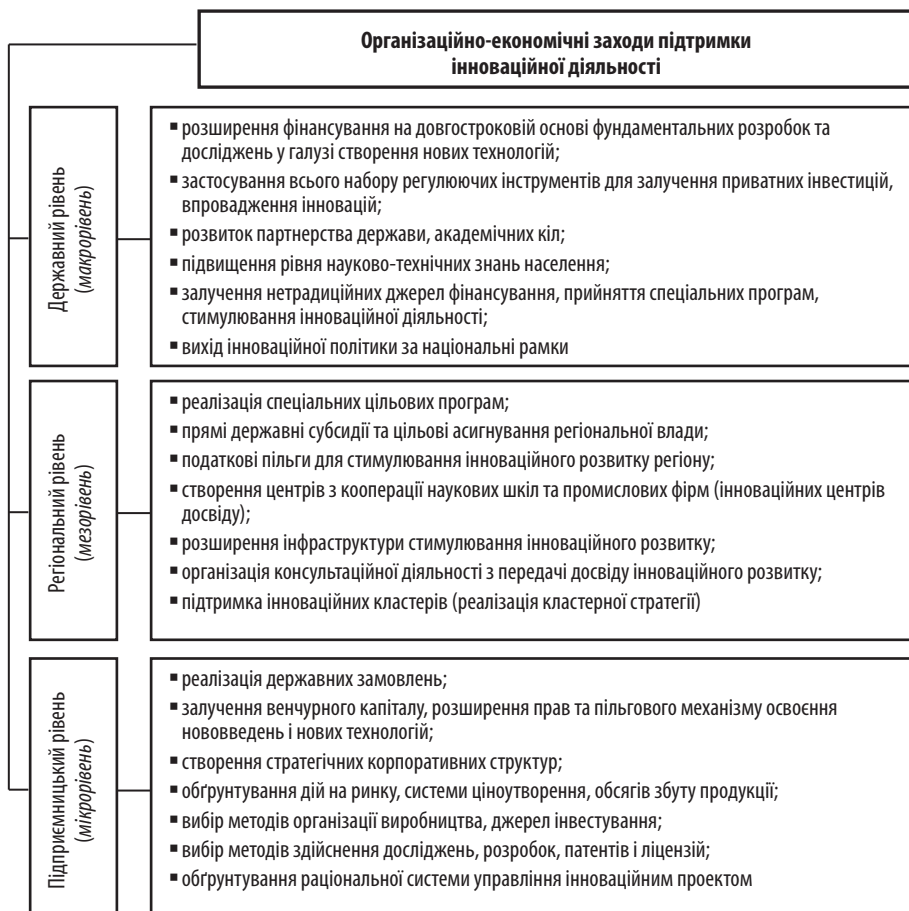 Організаційно-економічні заходи підтримки
інноваційної діяльності
Державний рівень
(макрорівень)
▪ розширення фінансування на довгостроковій основі фундаментальних розробок та
досліджень у галузі створення нових технологій;
▪ застосування всього набору регулюючих інструментів для залучення приватних інвестицій,
впровадження інновацій;
▪ розвиток партнерства держави, академічних кіл;
▪ підвищення рівня науково-технічних знань населення;
▪ залучення нетрадиційних джерел фінансування, прийняття спеціальних програм,
стимулювання інноваційної діяльності;
▪ вихід інноваційної політики за національні рамки
Регіональний рівень
(мезорівень)
▪ реалізація спеціальних цільових програм;
▪ прямі державні субсидії та цільові асигнування регіональної влади;
▪ податкові пільги для стимулювання інноваційного розвитку регіону;
▪ створення центрів з кооперації наукових шкіл та промислових фірм (інноваційних центрів
досвіду);
▪ розширення інфраструктури стимулювання інноваційного розвитку;
▪ організація консультаційної діяльності з передачі досвіду інноваційного розвитку;
▪ підтримка інноваційних кластерів (реалізація кластерної стратегії)
Підприємницький рівень
(мікрорівень)
▪ реалізація державних замовлень;
▪ залучення венчурного капіталу, розширення прав та пільгового механізму освоєння
нововведень і нових технологій;
▪ створення стратегічних корпоративних структур;
▪ обґрунтування дій на ринку, системи ціноутворення, обсягів збуту продукції;
▪ вибір методів організації виробництва, джерел інвестування;
▪ вибір методів здійснення досліджень, розробок, патентів і ліцензій;
▪ обґрунтування раціональної системи управління інноваційним проектом